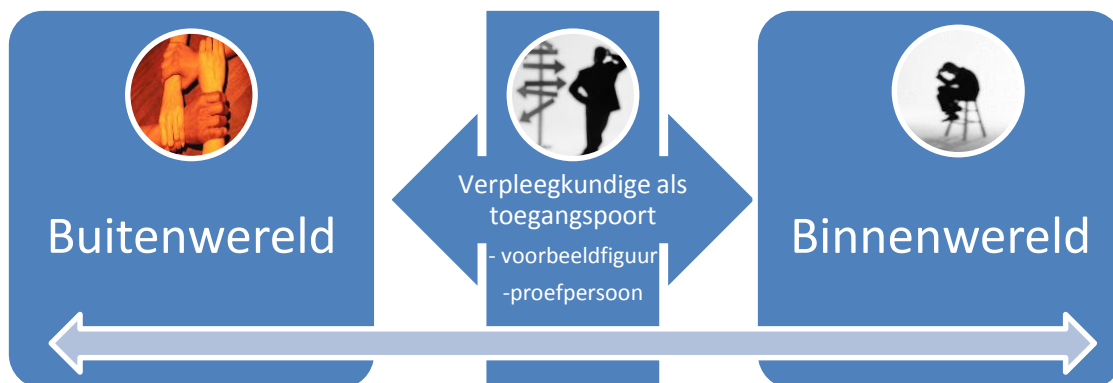 Buitenwereld
Verpleegkundige als
toegangspoort
- voorbeeldfiguur
-proefpersoon
Binnenwereld